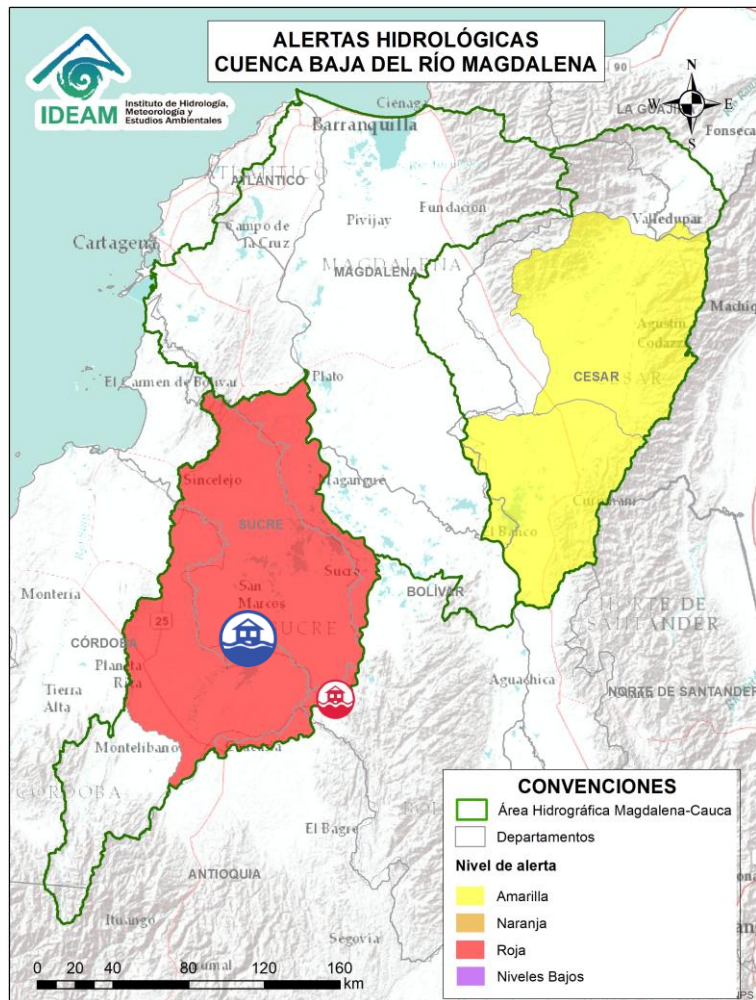 ALERTAS HIDROLÓGICAS
CUENCA BAJA DEL RÍO MAGDALENA
IDEAM
Instituto de Hidrología,
Meteorología y
Estudios Ambientales
N
W E
S
90
LA GUAJIRA
Ciénaga
Barranquilla
Fonseca
ATLÁNTICO
ATLÁNTICO
Valledupar
Pivijay
Fundación
Campo de
la Cruz
Cartagena
MAGDALENA
MAGDALENA
Agustín
Codazzi
El Carmen de Bolívar
Plato
CESAR
CESAR
Sincelejo
Magangué
Curumaní
SUCRE
El Banco
Sucre
Montería
San
Marcos
BOLÍVAR
SUCRE
25
NORTE DE
SANTANDER
CÓRDOBA
Planeta
Rica
Tierra
Alta
Aguachica
NORTE DE SANTANDER
Montelíbano
Caucasia
CÓRDOBA
El Bagre
ANTIOQUIA
Ituango
Segovia
0 40 80 120 160
km
CONVENCIONES
Área Hidrográfica Magdalena-Cauca
Departamentos
Nivel de alerta
Amarilla
Naranja
Roja
Niveles Bajos